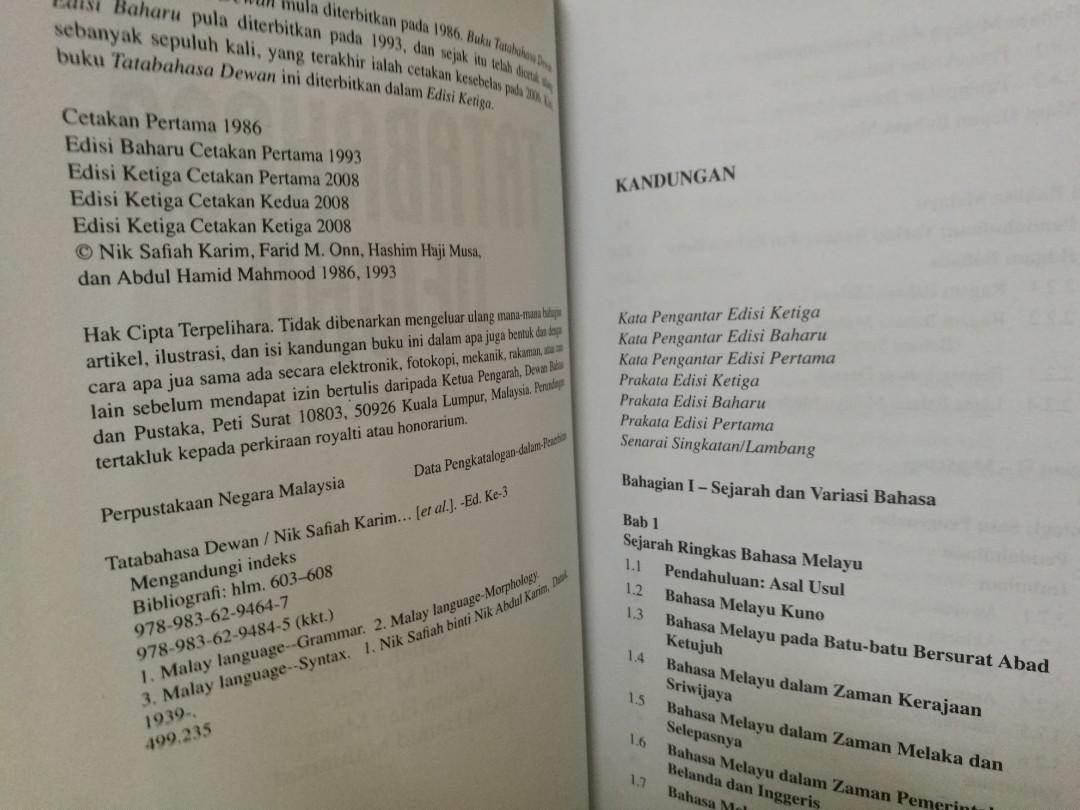 Edisi Baharu pula diterbitkan pada 1986. Buku Tatabahasa Dewan
Edisi Baharu pula diterbitkan pada 1993, dan sejak itu telah dicetak
sebanyak sepuluh kali, yang terakhir ialah cetakan kesebelas pada 2006.
buku Tatabahasa Dewan ini diterbitkan dalam Edisi Ketiga.
Cetakan Pertama 1986
Edisi Baharu Cetakan Pertama 1993
Edisi Ketiga Cetakan Pertama 2008
Edisi Ketiga Cetakan Kedua 2008
Edisi Ketiga Cetakan Ketiga 2008
© Nik Safiah Karim, Farid M. Onn, Hashim Haji Musa,
dan Abdul Hamid Mahmood 1986, 1993
Hak Cipta Terpelihara. Tidak dibenarkan mengeluar ulang mana-mana bahagian
artikel, ilustrasi, dan isi kandungan buku ini dalam apa juga bentuk dan dengan
cara apa jua sama ada secara elektronik, fotokopi, mekanik, rakaman, atau cara
lain sebelum mendapat izin bertulis daripada Ketua Pengarah, Dewan Bahasa
dan Pustaka, Peti Surat 10803, 50926 Kuala Lumpur, Malaysia. Perundingan
tertakluk kepada perkiraan royalti atau honorarium.
Perpustakaan Negara Malaysia Data Pengkatalogan-dalam-Penerbitan
Tatabahasa Dewan / Nik Safiah Karim… [et al.]. -Ed. Ke-3
Mengandungi indeks
Bibliografi: hlm. 603–608
978-983-62-9464-7
978-983-62-9484-5 (kkt.)
1. Malay language--Grammar. 2. Malay language-Morphology.
3. Malay language--Syntax. 1. Nik Safiah binti Nik Abdul Karim, Datuk
1939-.
499.235
KANDUNGAN
Kata Pengantar Edisi Ketiga
Kata Pengantar Edisi Baharu
Kata Pengantar Edisi Pertama
Prakata Edisi Ketiga
Prakata Edisi Baharu
Prakata Edisi Pertama
Senarai Singkatan/Lambang
Bahagian I – Sejarah dan Variasi Bahasa
Bab 1
Sejarah Ringkas Bahasa Melayu
1.1 Pendahuluan: Asal Usul
1.2 Bahasa Melayu Kuno
1.3 Bahasa Melayu pada Batu-batu Bersurat Abad
Ketujuh
1.4 Bahasa Melayu dalam Zaman Kerajaan
Sriwijaya
1.5 Bahasa Melayu dalam Zaman Melaka dan
Selepasnya
1.6 Bahasa Melayu dalam Zaman
Belanda dan Inggeris
1.7 Bahasa